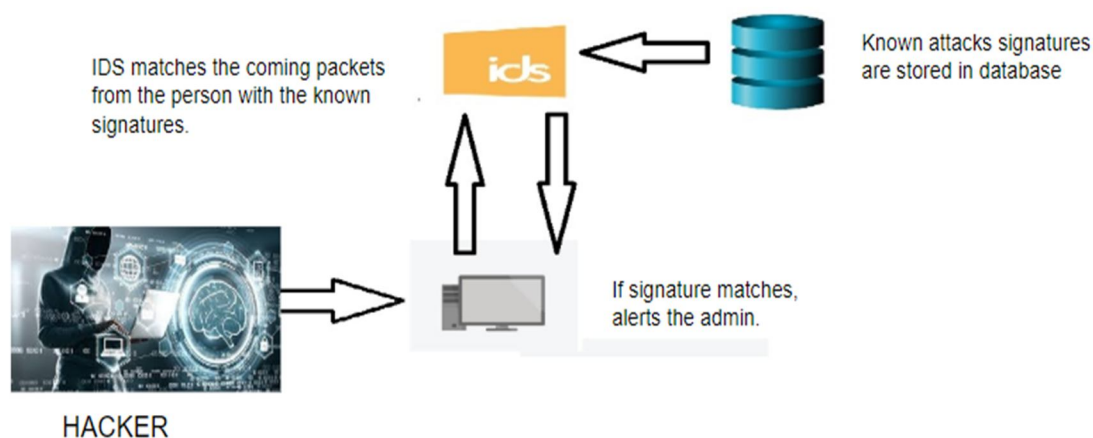 IDS matches the coming packets
from the person with the known
signatures.
ids
Known attacks signatures
are stored in database
If signature matches,
alerts the admin.
HACKER